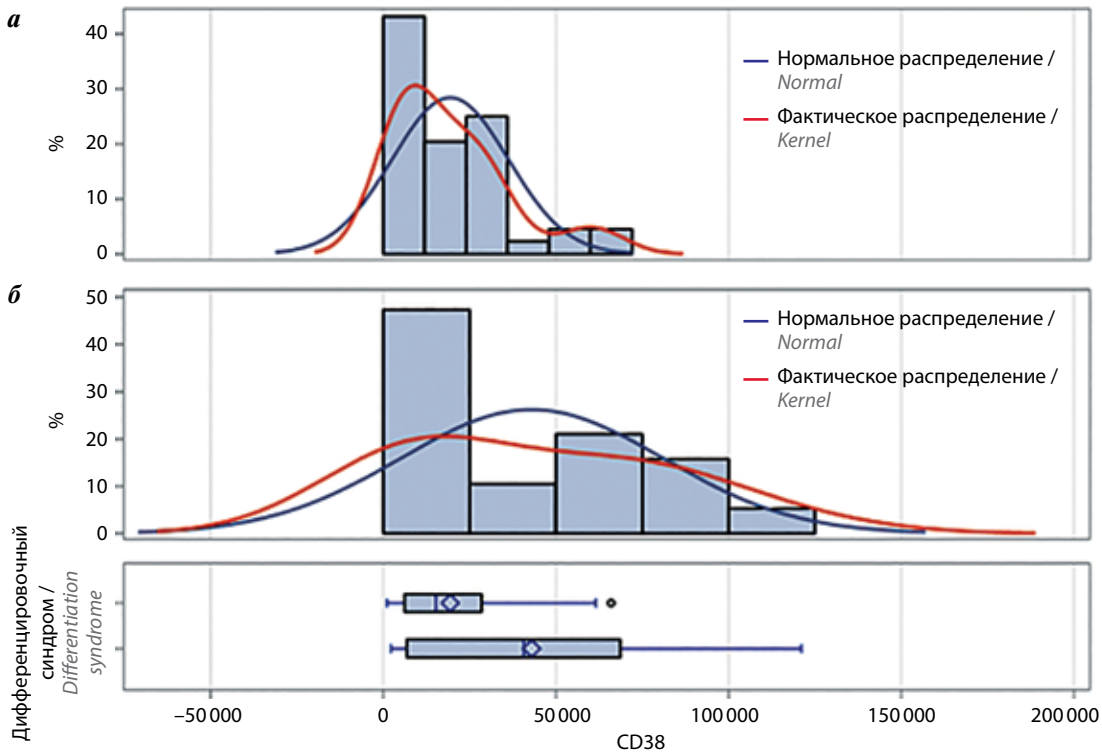 а
40
30
20
10
0
%
Нормальное распределение /
Normal
Фактическое распределение /
Kernel
б
50
40
30
20
10
0
%
Нормальное распределение /
Normal
Фактическое распределение /
Kernel
Дифференцировочный
синдром /
Differentiation
syndrome
–50 000 0 50 000 100 000 150 000 200 000
CD38